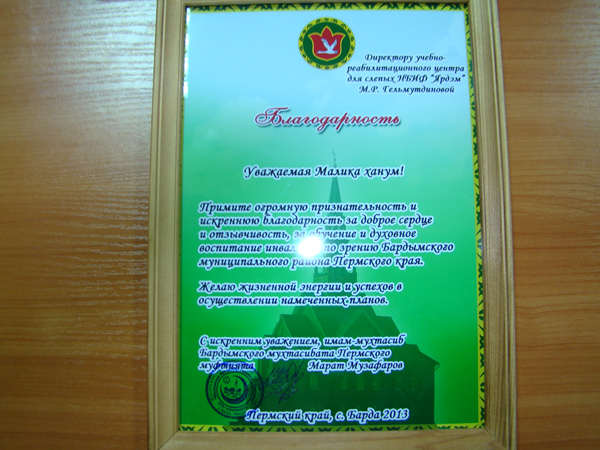 Директору учебно-
реабилитационного центра
для слепых НБИФ "Ярдэм"
М.Р. Гельмутдиновой
Благодарность
Уважаемая Малика ханум!
Примите огромную признательность и
искреннюю благодарность за доброе сердце
и отзывчивость, за обучение и духовное
воспитание по зрению Бардымского
муниципального района Пермского края.
Желаю жизненной энергии и успехов в
осуществлении намеченных планов.
С искренним уважением, имам-мухтасиб
Бардымского мухтасибата Пермского
муфтията Марат Музафаров
Пермский край, с. Барда 2013